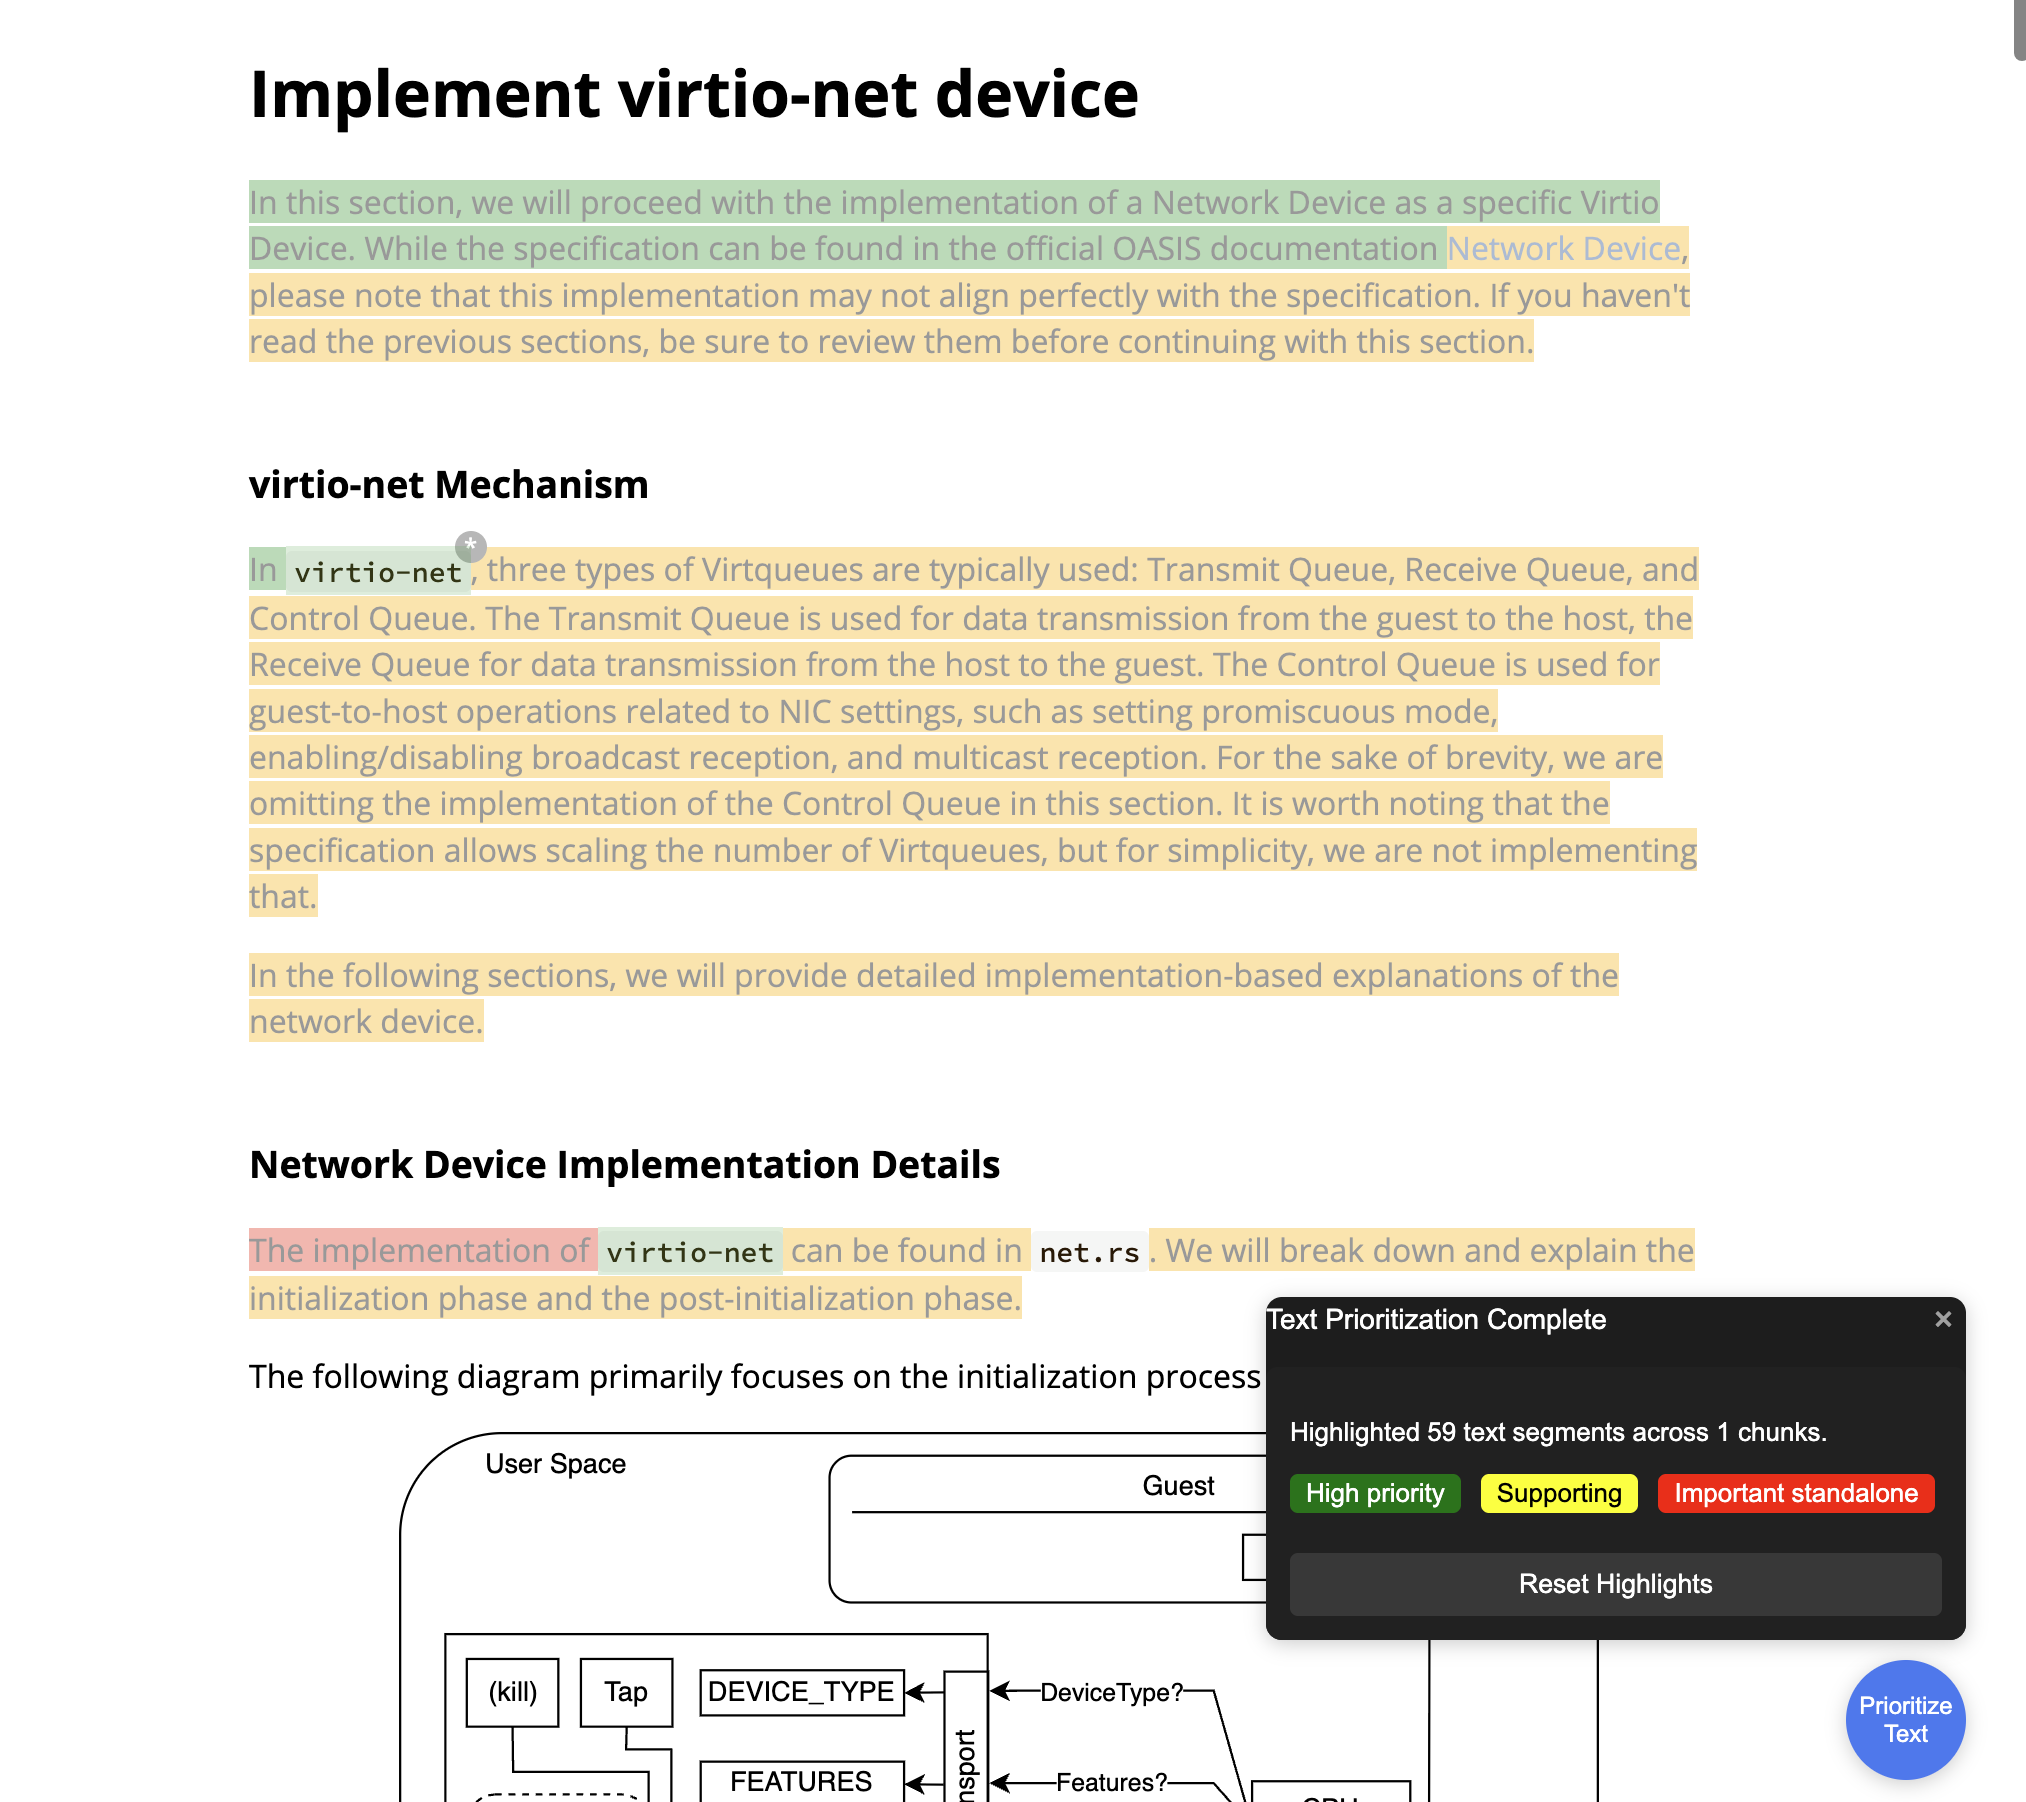 Implement virtio-net device
In this section, we will proceed with the implementation of a Network Device as a specific Virtio
Device. While the specification can be found in the official OASIS documentation Network Device,
please note that this implementation may not align perfectly with the specification. If you haven't
read the previous sections, be sure to review them before continuing with this section.
virtio-net Mechanism
In virtio-net*, three types of Virtqueues are typically used: Transmit Queue, Receive Queue, and
Control Queue. The Transmit Queue is used for data transmission from the guest to the host, the
Receive Queue for data transmission from the host to the guest. The Control Queue is used for
guest-to-host operations related to NIC settings, such as setting promiscuous mode,
enabling/disabling broadcast reception, and multicast reception. For the sake of brevity, we are
omitting the implementation of the Control Queue in this section. It is worth noting that the
specification allows scaling the number of Virtqueues, but for simplicity, we are not implementing
that.
In the following sections, we will provide detailed implementation-based explanations of the
network device.
Network Device Implementation Details
The implementation of virtio-net can be found in net.rs. We will break down and explain the
initialization phase and the post-initialization phase.
The following diagram primarily focuses on the initialization process
Text Prioritization Complete ×
Highlighted 59 text segments across 1 chunks.
High priority Supporting Important standalone
Reset Highlights
Prioritize
Text
User Space
Guest
(kill) Tap DEVICE_TYPE DeviceType?
FEATURES Features?